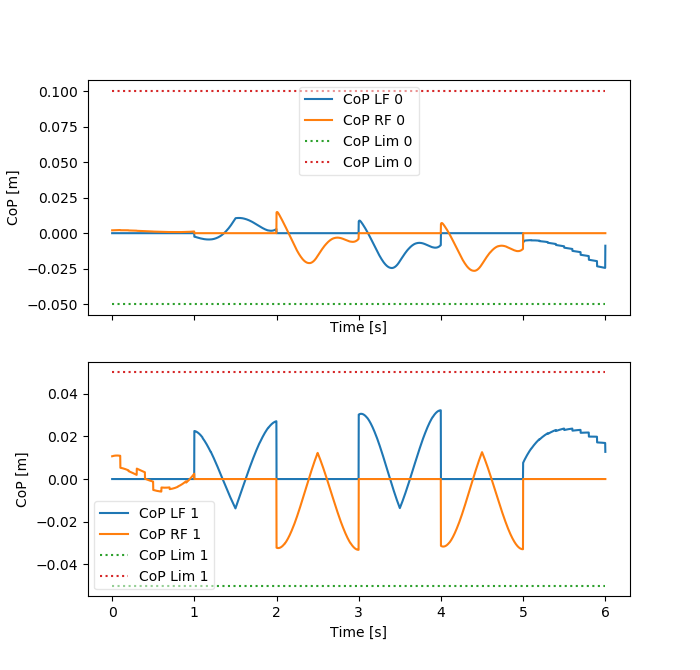 0.100
0.075
0.050
0.025
0.000
−0.025
−0.050
CoP [m]
CoP LF 0
CoP RF 0
CoP Lim 0
CoP Lim 0
Time [s]
0.04
0.02
0.00
−0.02
−0.04
CoP [m]
CoP LF 1
CoP RF 1
CoP Lim 1
CoP Lim 1
0 1 2 3 4 5 6
Time [s]